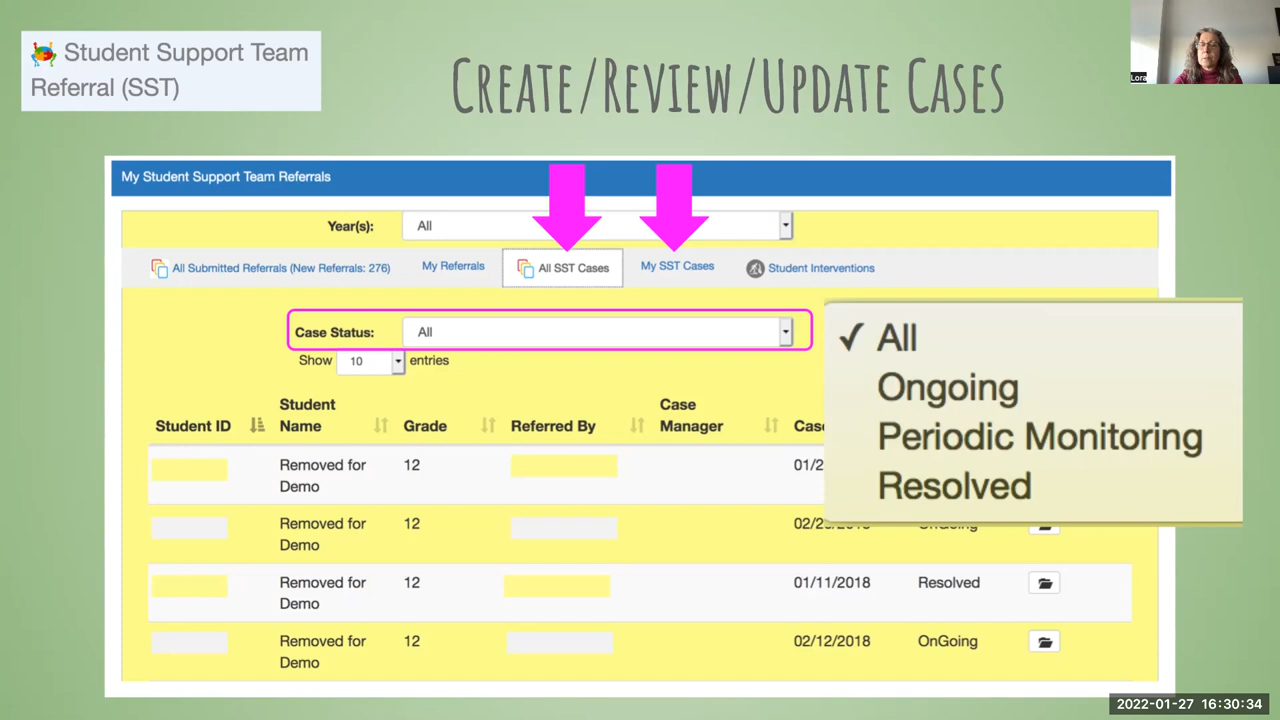 Student Support Team
Referral (SST)
CREATE/REVIEW/UPDATE CASES
Lora
My Student Support Team Referrals
Year(s): All
All Submitted Referrals (New Referrals: 276) My Referrals All SST Cases My SST Cases Student Interventions
Case Status: All
Show 10 entries
✓ All
Ongoing
Periodic Monitoring
Resolved
Student ID Student Name Grade Referred By Case Manager
Removed for Demo 12
Removed for Demo 12 OnGoing
Removed for Demo 12 01/11/2018 Resolved
Removed for Demo 12 02/12/2018 OnGoing
2022-01-27 16:30:34